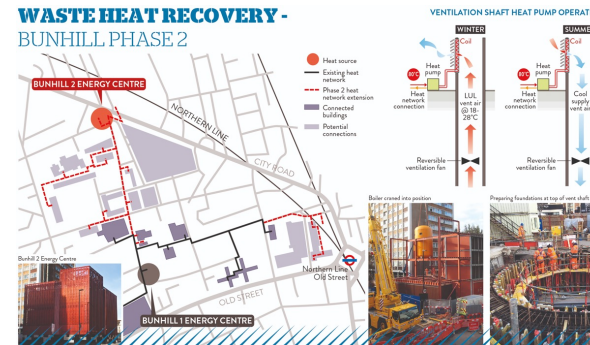 WASTE HEAT RECOVERY -
BUNHILL PHASE 2
BUNHILL 2 ENERGY CENTRE
NORTHERN LINE
CITY ROAD
Heat source
Existing heat
network
Phase 2 heat
network extension
Connected
buildings
Potential
connections
Northern Line
Old Street
OLD STREET
BUNHILL 1 ENERGY CENTRE
Bunhill 2 Energy Centre
VENTILATION SHAFT HEAT PUMP OPERAT
WINTER
Coil
Heat
pump
80°C
Heat
network
connection
LUL
vent air
@ 18-
28°C
Reversible
ventilation fan
SUMME
Coil
Heat
pump
80°C
Heat
network
connection
Cool
supply
vent air
Reversible
ventilation fan
Boiler craned into position
Preparing foundations at top of vent shaft